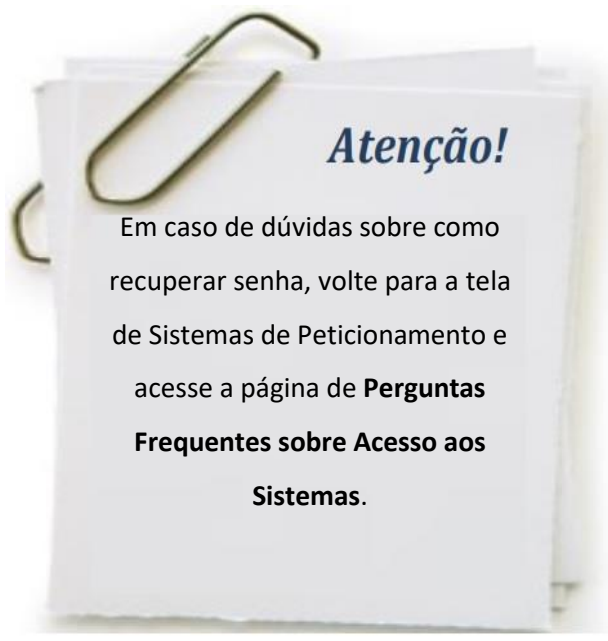 Atenção!
Em caso de dúvidas sobre como
recuperar senha, volte para a tela
de Sistemas de Peticionamento e
acesse a página de Perguntas
Frequentes sobre Acesso aos
Sistemas.